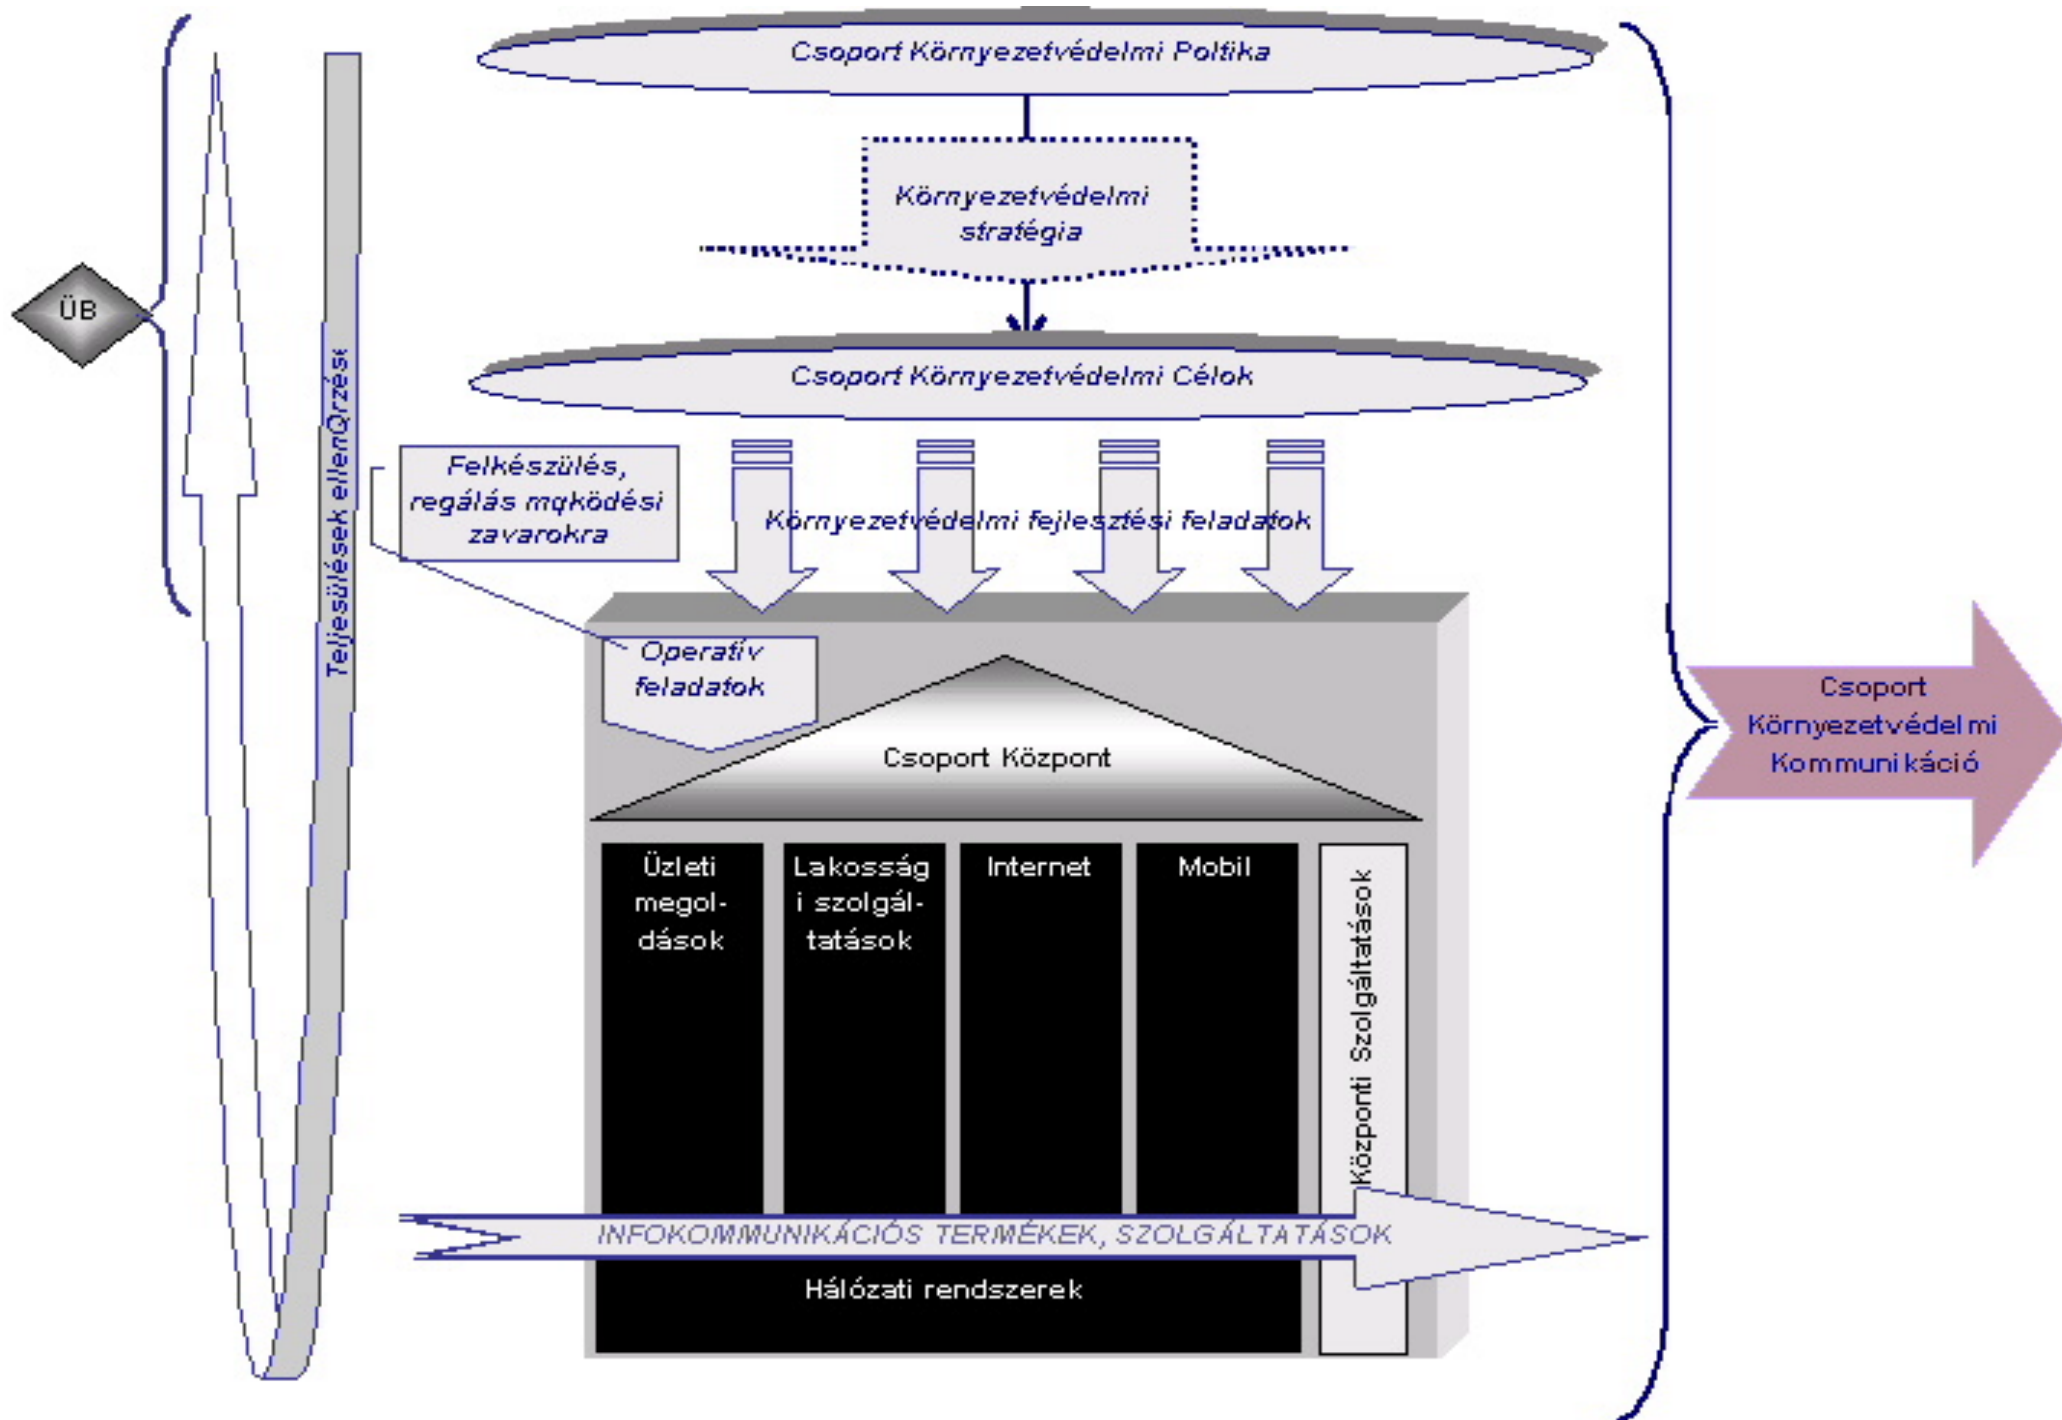 Csoport Környezetvédelmi Poltika
Környezetvédelmi
stratégia
ÜB
Csoport Környezetvédelmi Célok
Teljesülések ellenQrzése
Felkészülés,
regálás mqködési
zavarokra
Környezetvédelmi fejlesztési feladatok
Operatív
feladatok
Csoport Központ
Csoport
Környezetvédelmi
Kommunikáció
Üzleti
megol-
dások
Lakosság
i szolgál-
tatások
Internet
Mobil
Központi Szolgáltatások
INFOKOMMUNIKÁCIÓS TERMÉKEK, SZOLGÁLTATÁSOK
Hálózati rendszerek